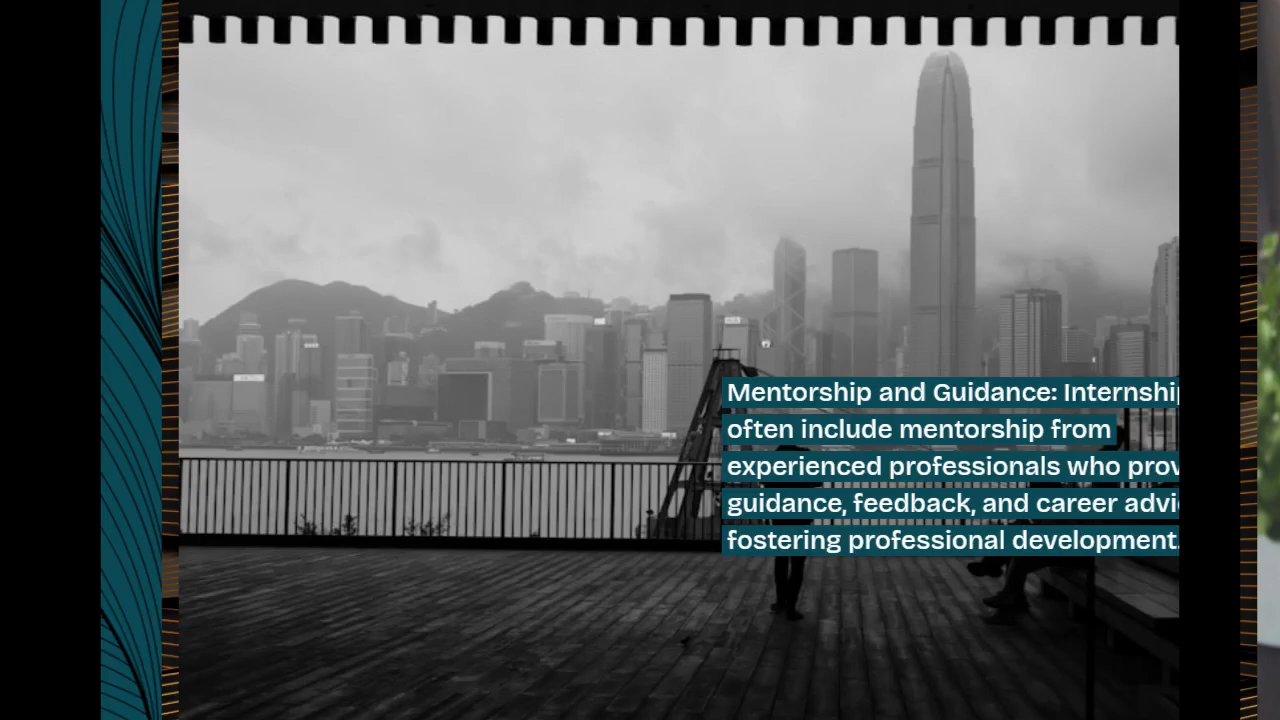 Mentorship and Guidance: Internship
often include mentorship from
experienced professionals who prov
guidance, feedback, and career advi
fostering professional development.